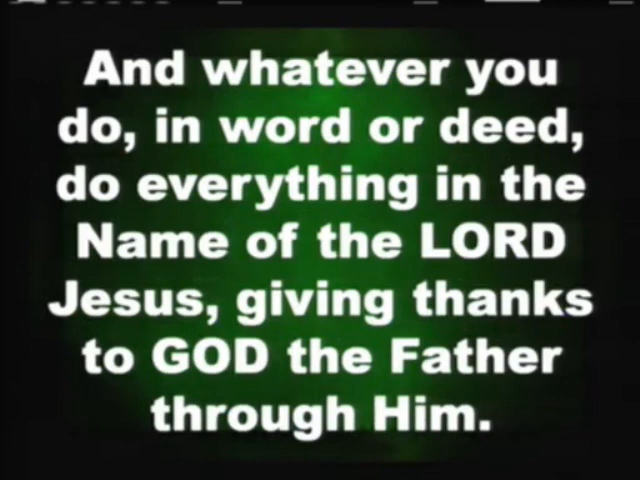 And whatever you
do, in word or deed,
do everything in the
Name of the LORD
Jesus, giving thanks
to GOD the Father
through Him.